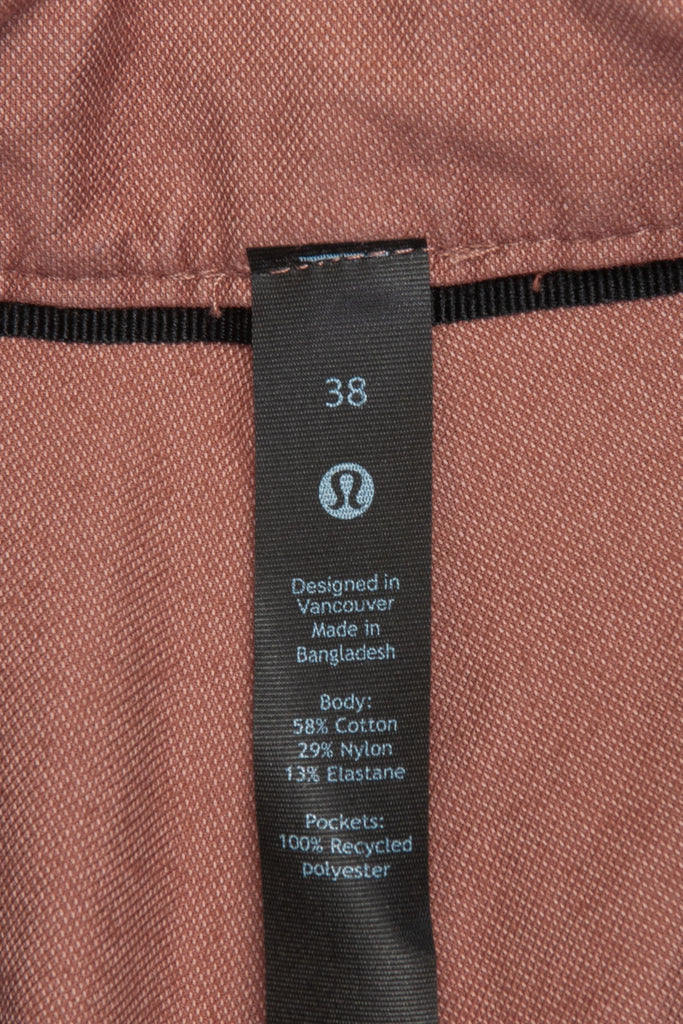 38
Designed in
Vancouver
Made in
Bangladesh
Body:
58% Cotton
29% Nylon
13% Elastane
Pockets:
100% Recycled
polyester